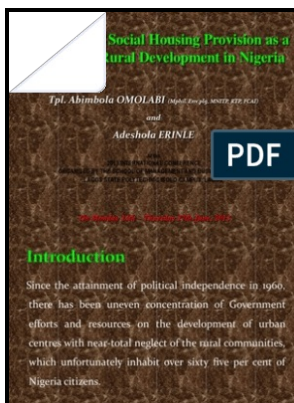 Social Housing Provision as a
Rural Development in Nigeria
Tpl. Abimbola OMOLABI
and
Adeshola ERINLE
PDF
Introduction
Since the attainment of political independence in 1960,
there has been uneven concentration of Government
efforts and resources on the development of urban
centres with near-total neglect of the rural communities,
which unfortunately inhabit over sixty five per cent of
Nigeria citizens.